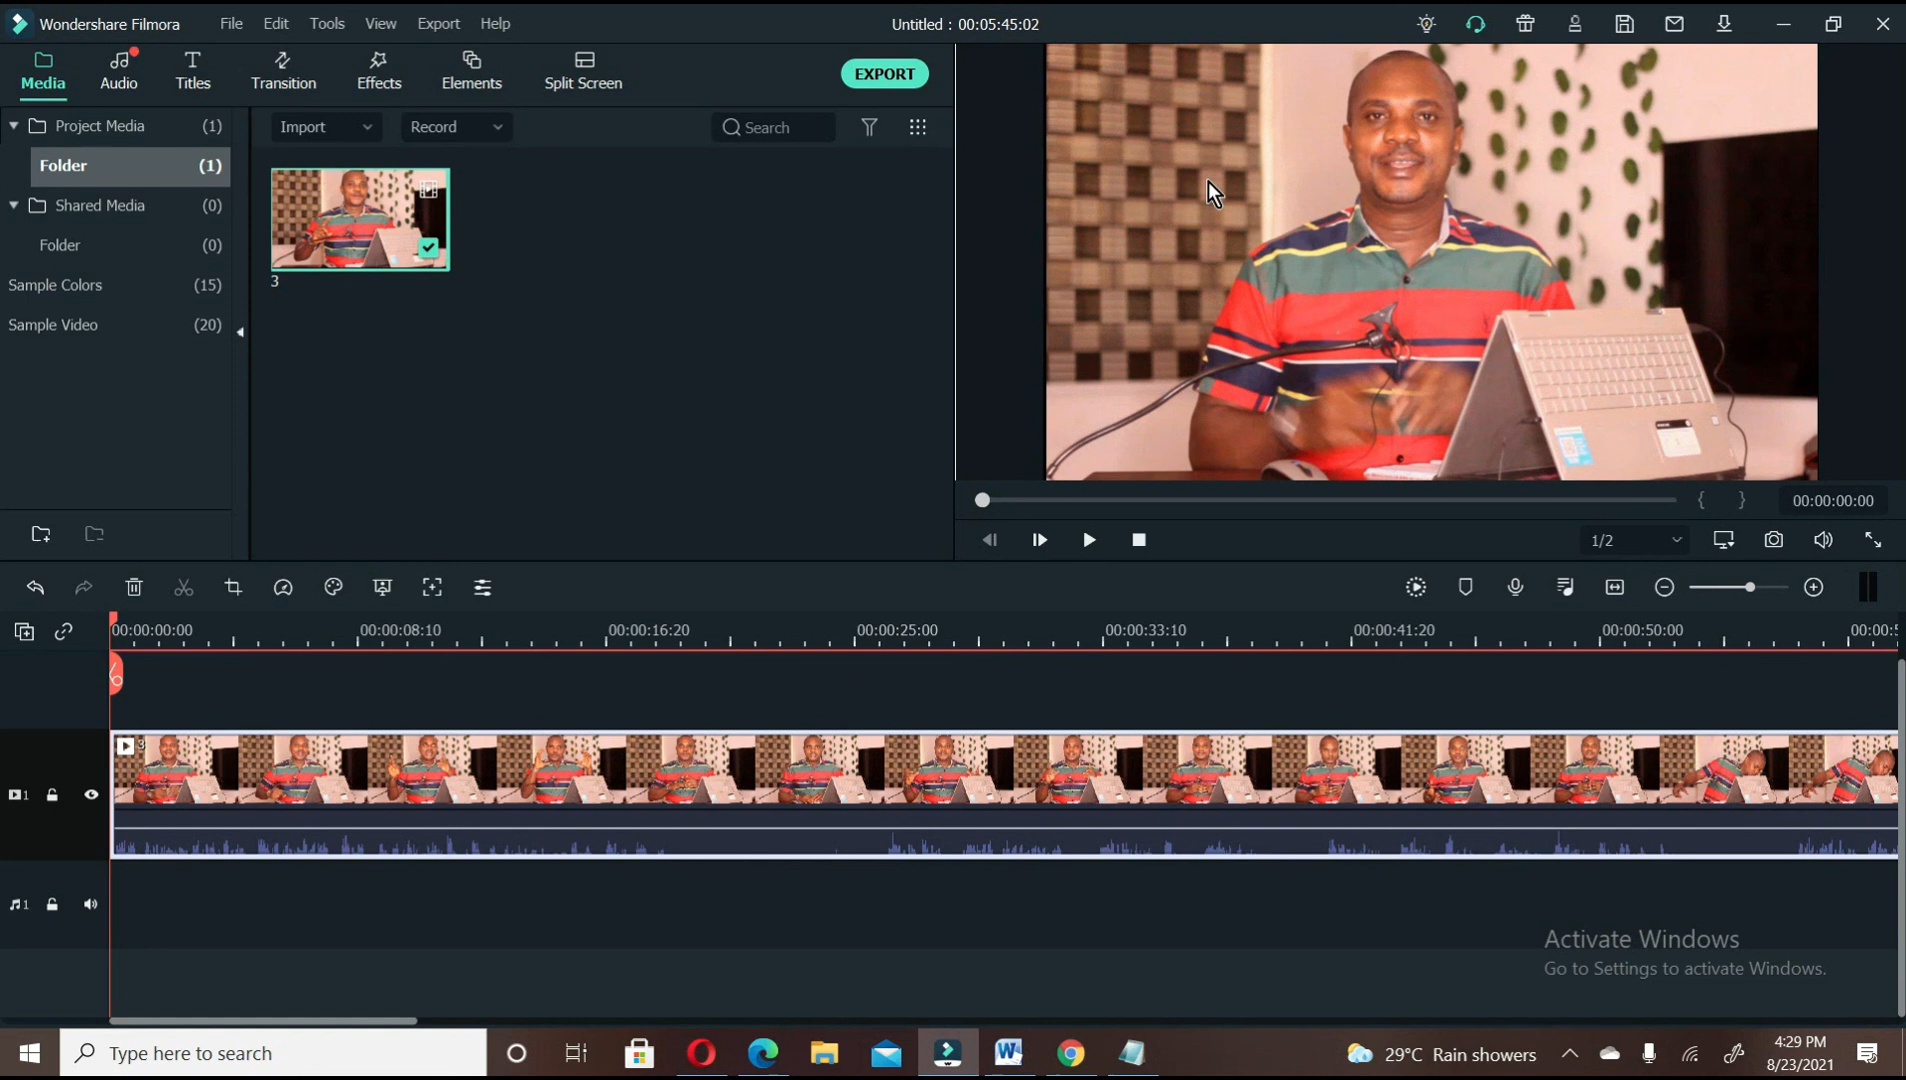 Wondershare Filmora File Edit Tools View Export Help Untitled : 00:05:45:02
Media Audio Titles Transition Effects Elements Split Screen EXPORT
Project Media (1)
Folder (1)
Shared Media (0)
Folder (0)
Sample Colors (15)
Sample Video (20)
Import Record Search
3
00:00:00:00
1/2
00:00:00:00 00:00:08:10 00:00:16:20 00:00:25:00 00:00:33:10 00:00:41:20 00:00:50:00
3
1
1
Activate Windows
Go to Settings to activate Windows.
Type here to search
29°C Rain showers
4:29 PM
8/23/2021